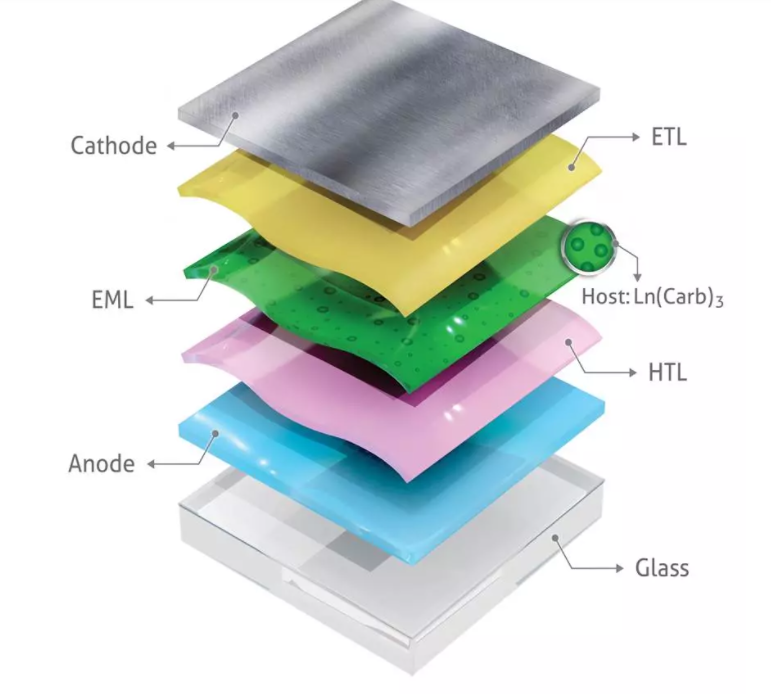 Cathode
ETL
EML
Host:Ln(Carb)₃
HTL
Anode
Glass